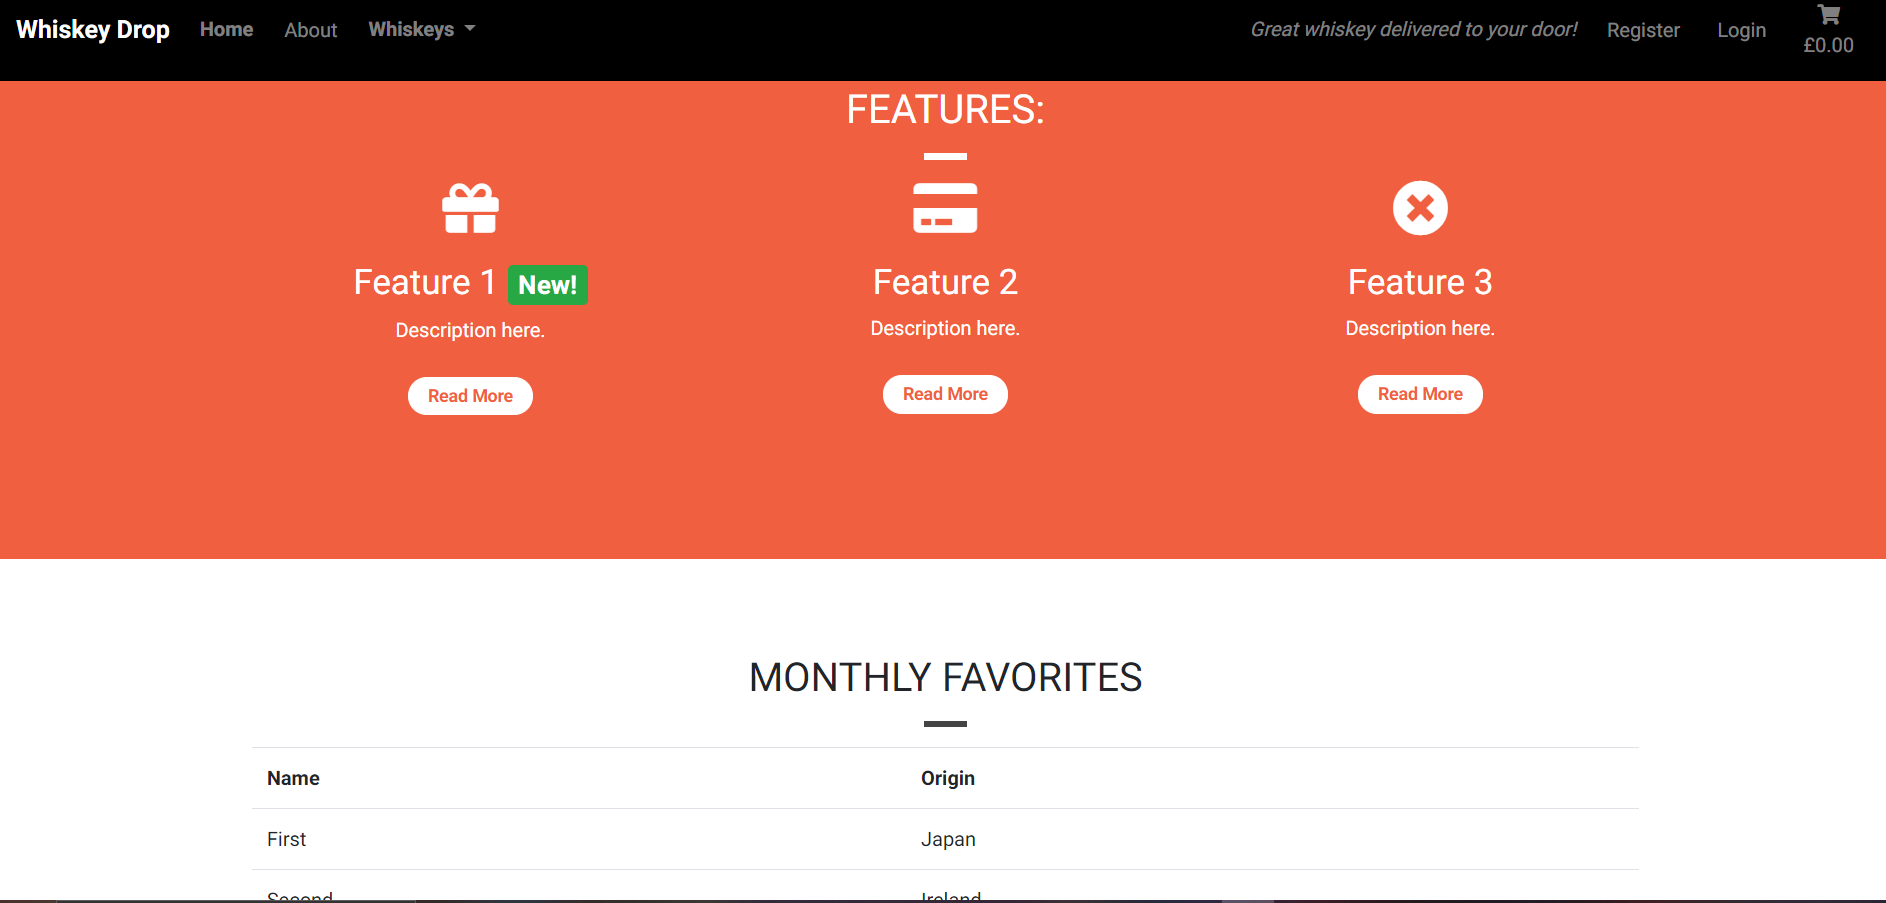 Whiskey Drop Home About Whiskeys Great whiskey delivered to your door! Register Login £0.00
FEATURES:
Feature 1 New! Feature 2 Feature 3
Description here. Description here. Description here.
Read More Read More Read More
MONTHLY FAVORITES
Name Origin
First Japan
Second Ireland